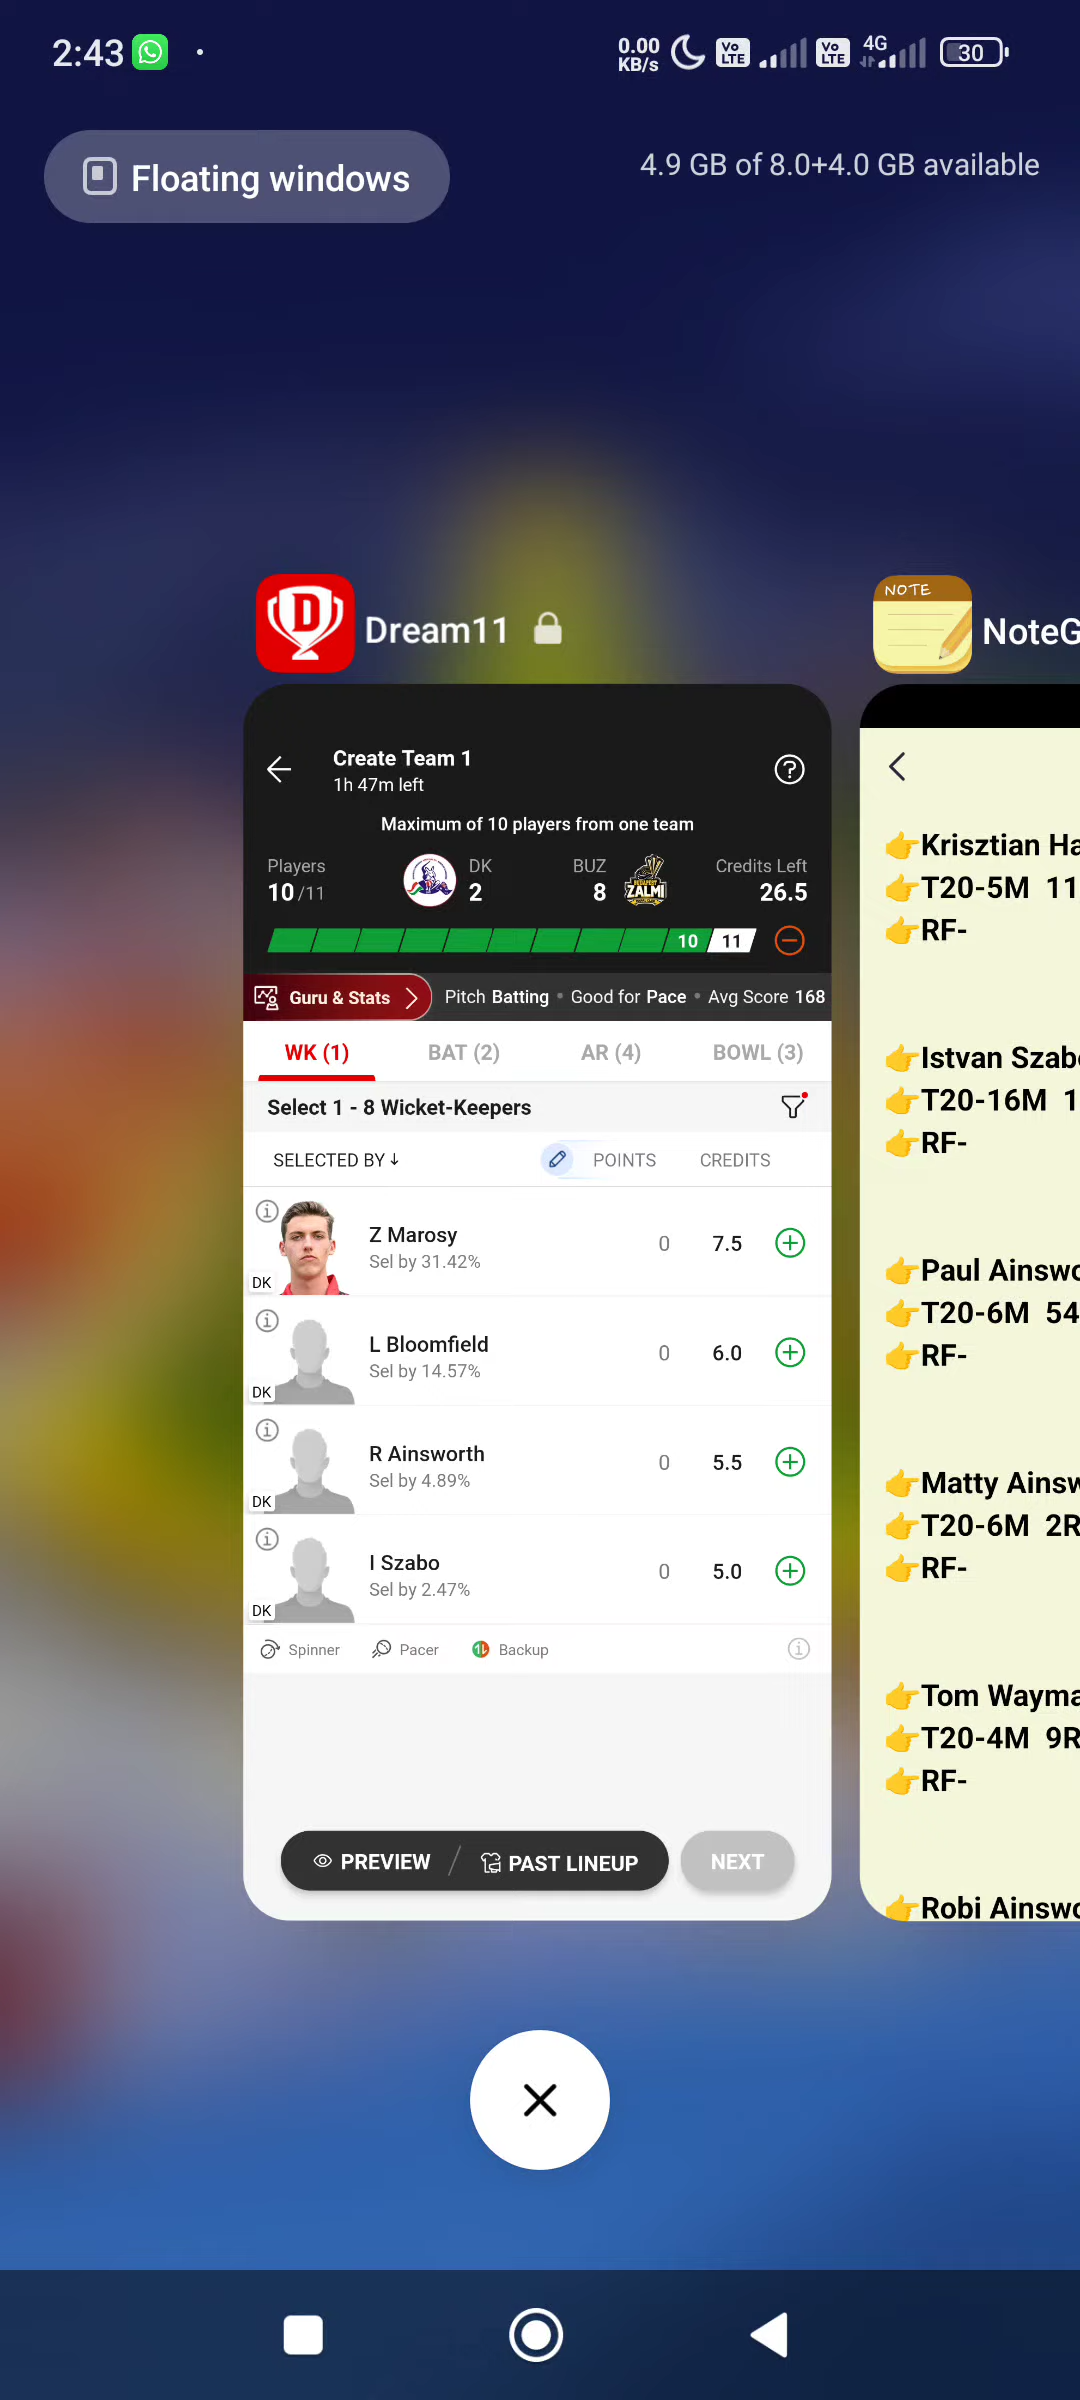 2:43
0.00 KB/s
Vo LTE
Vo LTE
4G
30
Floating windows
4.9 GB of 8.0+4.0 GB available
Dream11
NOTE
NoteG
Create Team 1
1h 47m left
Maximum of 10 players from one team
Players
10/11
DK
2
BUZ
8
BUDAPEST ZALMI
Credits Left
26.5
10
11
Guru & Stats
Pitch Batting • Good for Pace • Avg Score 168
WK (1)
BAT (2)
AR (4)
BOWL (3)
Select 1 - 8 Wicket-Keepers
SELECTED BY ↓
POINTS
CREDITS
Z Marosy
Sel by 31.42%
DK
0
7.5
L Bloomfield
Sel by 14.57%
DK
0
6.0
R Ainsworth
Sel by 4.89%
DK
0
5.5
I Szabo
Sel by 2.47%
DK
0
5.0
Spinner
Pacer
Backup
PREVIEW
PAST LINEUP
NEXT
👉Krisztian Ha
👉T20-5M 11
👉RF-
👉Istvan Szab
👉T20-16M 1
👉RF-
👉Paul Ainswo
👉T20-6M 54
👉RF-
👉Matty Ainsw
👉T20-6M 2R
👉RF-
👉Tom Wayma
👉T20-4M 9R
👉RF-
👉Robi Ainswo